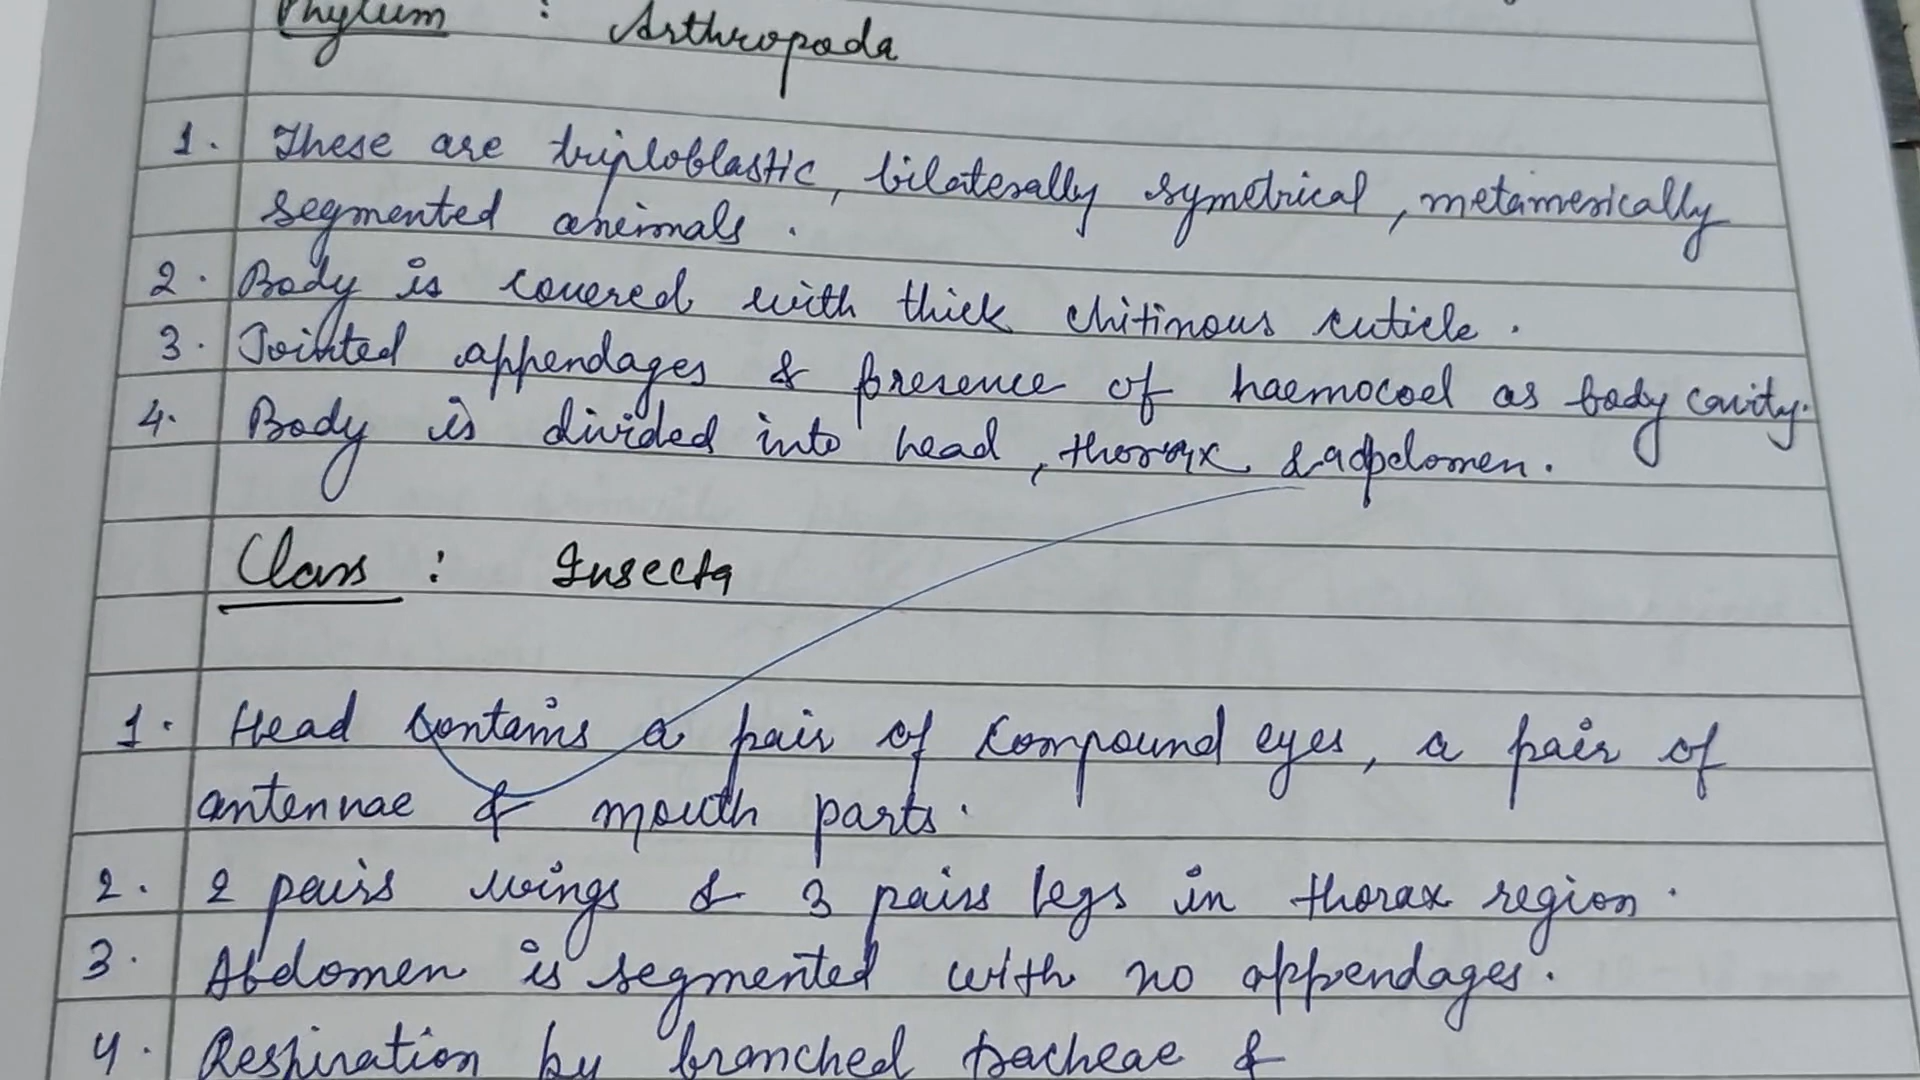 Phylum : Arthropoda
1. These are triploblastic, bilaterally symetrical, metamerically
segmented animals.
2. Body is covered with thick chitinous cuticle.
3. Jointed appendages & presence of haemocoel as body cavity.
4. Body is divided into head, thorax & abdomen.
Class : Insecta
1. Head contains a pair of compound eyes, a pair of
antennae & mouth parts.
2. 2 pairs wings & 3 pairs legs in thorax region.
3. Abdomen is segmented with no appendages.
4. Respiration by branched tracheae &